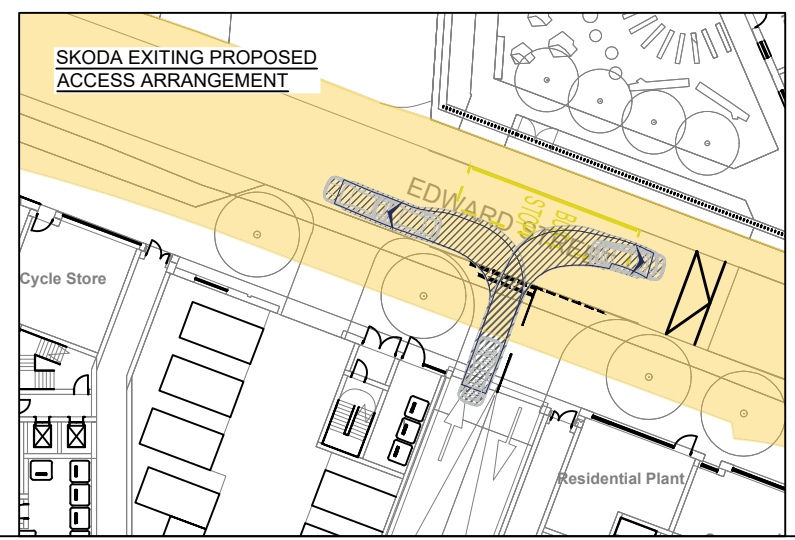 SKODA EXITING PROPOSED
ACCESS ARRANGEMENT
EDWARD STREET
BUS
STOP
Cycle Store
Residential Plant